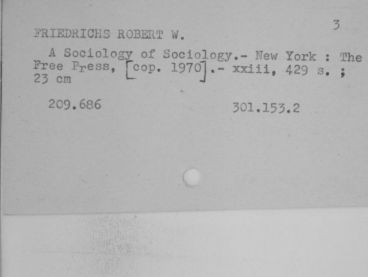 3
FRIEDRICHS ROBERT W.
A Sociology of Sociology.- New York : The
Free Press, [cop. 1970].- xxiii, 429 s. ;
23 cm
209.686 301.153.2